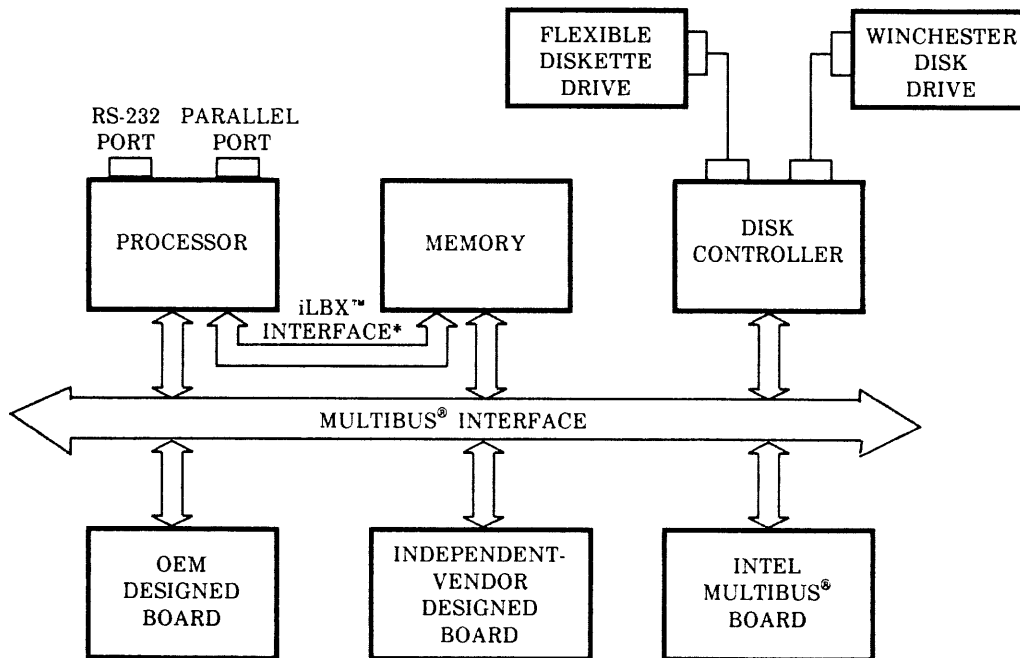 FLEXIBLE
DISKETTE
DRIVE
WINCHESTER
DISK
DRIVE
RS-232
PORT
PARALLEL
PORT
PROCESSOR
MEMORY
DISK
CONTROLLER
iLBX™
INTERFACE*
MULTIBUS® INTERFACE
OEM
DESIGNED
BOARD
INDEPENDENT-
VENDOR
DESIGNED
BOARD
INTEL
MULTIBUS®
BOARD